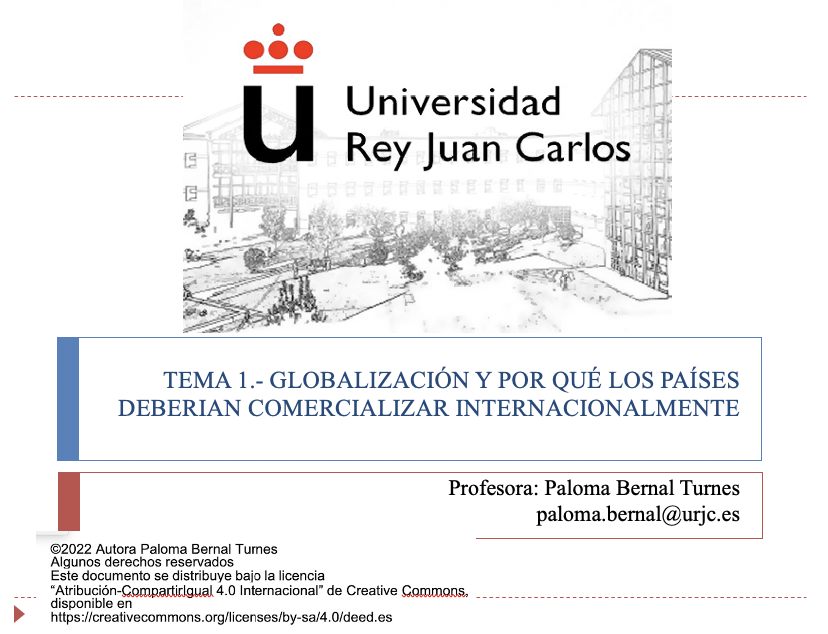 u
Universidad
Rey Juan Carlos
TEMA 1.- GLOBALIZACIÓN Y POR QUÉ LOS PAÍSES
DEBERIAN COMERCIALIZAR INTERNACIONALMENTE
Profesora: Paloma Bernal Turnes
paloma.bernal@urjc.es
©2022 Autora Paloma Bernal Turnes
Algunos derechos reservados
Este documento se distribuye bajo la licencia
“Atribución-CompartirIgual 4.0 Internacional” de Creative Commons,
disponible en
https://creativecommons.org/licenses/by-sa/4.0/deed.es